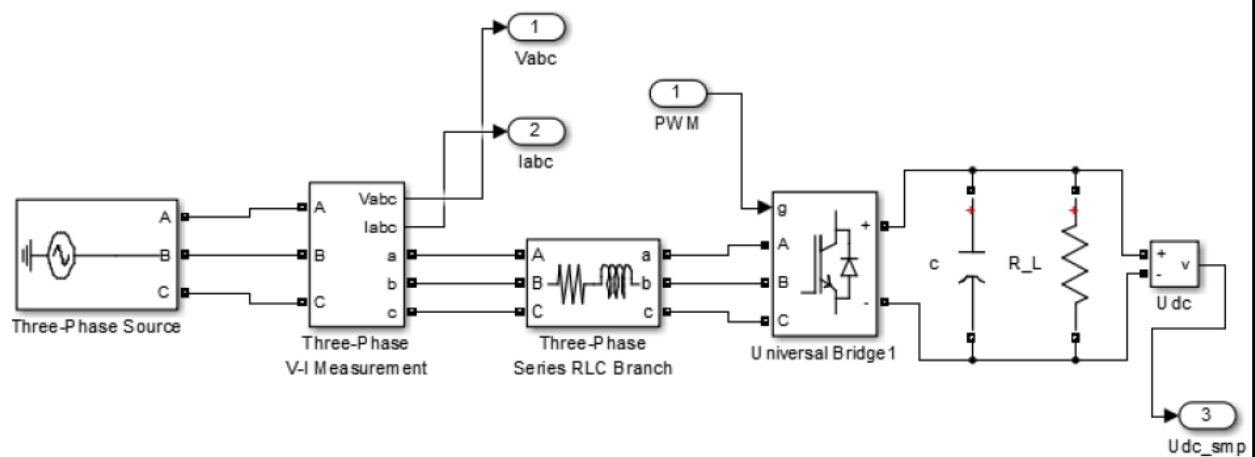 1
Vabc
2
Iabc
1
PWM
A
B
C
Three-Phase Source
A
B
C
Vabc
Iabc
a
b
c
Three-Phase
V-I Measurement
A
B
C
a
b
c
Three-Phase
Series RLC Branch
g
A
B
C
+
-
Universal Bridge1
+
c
+
R_L
+
-
v
Udc
3
Udc_smp